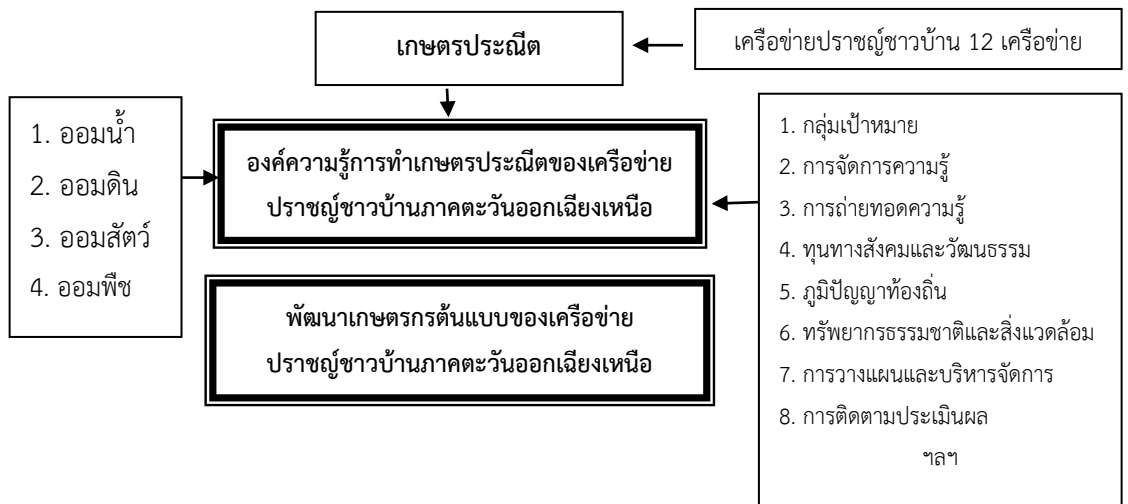 เกษตรประณีต
เครือข่ายปราชญ์ชาวบ้าน 12 เครือข่าย
1. ออมน้ำ
2. ออมดิน
3. ออมสัตว์
4. ออมพืช
องค์ความรู้การทำเกษตรประณีตของเครือข่าย
ปราชญ์ชาวบ้านภาคตะวันออกเฉียงเหนือ
พัฒนาเกษตรกรต้นแบบของเครือข่าย
ปราชญ์ชาวบ้านภาคตะวันออกเฉียงเหนือ
1. กลุ่มเป้าหมาย
2. การจัดการความรู้
3. การถ่ายทอดความรู้
4. ทุนทางสังคมและวัฒนธรรม
5. ภูมิปัญญาท้องถิ่น
6. ทรัพยากรธรรมชาติและสิ่งแวดล้อม
7. การวางแผนและบริหารจัดการ
8. การติดตามประเมินผล
ฯลฯ